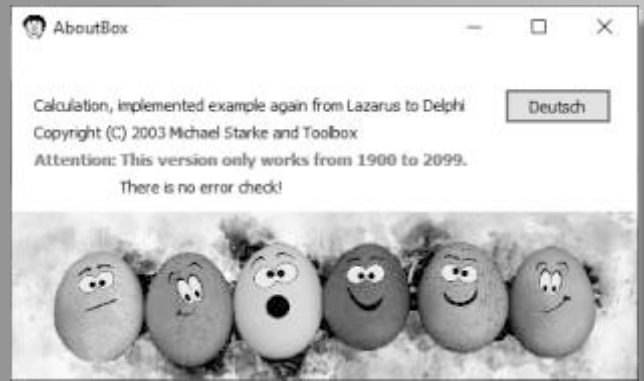 AboutBox
Calculation, implemented example again from Lazarus to Delphi
Deutsch
Copyright (C) 2003 Michael Starke and Toolbox
Attention: This version only works from 1900 to 2099.
There is no error check!